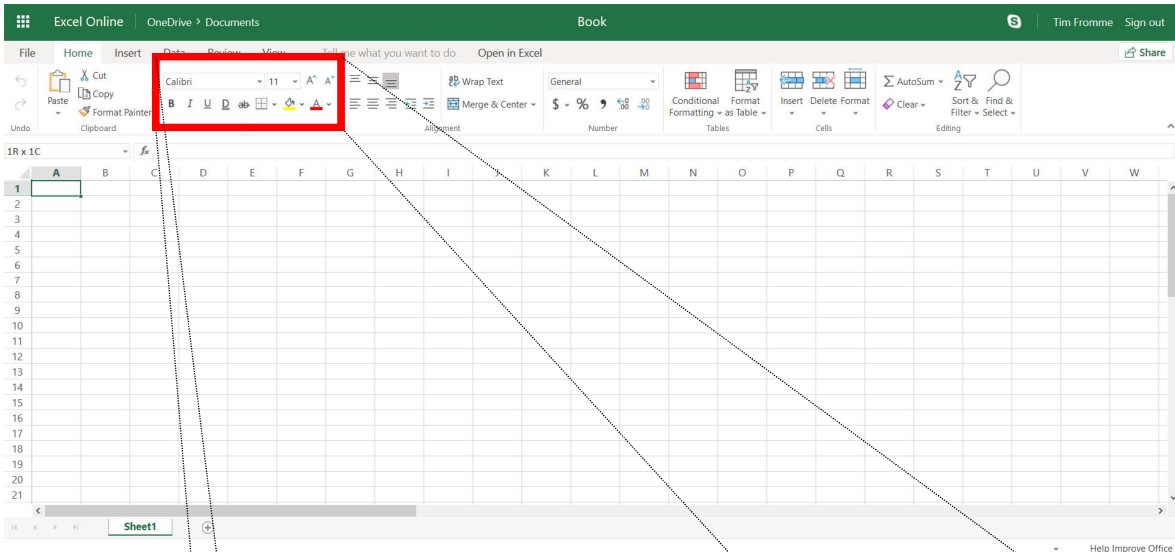 Excel Online OneDrive > Documents Book Tim Fromme Sign out
File Home Insert Data Review View Tell me what you want to do Open in Excel Share
Cut Calibri 11 Wrap Text General AutoSum
Paste Copy Conditional Format Insert Delete Format Sort & Find &
Format Painter B I U D ab A Merge & Center $ % Formatting as Table Clear Filter Select
Undo Clipboard Alignment Number Tables Cells Editing
1R x 1C fx
A B C D E F G H I J K L M N O P Q R S T U V W
1
2
3
4
5
6
7
8
9
10
11
12
13
14
15
16
17
18
19
20
21
Sheet1
Help Improve Office